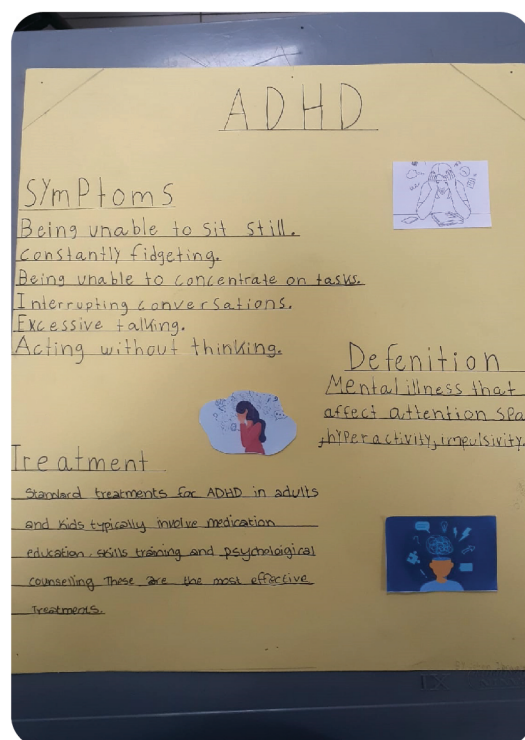 ADHD
Symptoms
Being unable to sit still.
constantly fidgeting.
Being unable to concentrate on tasks.
Interrupting conversations.
Excessive talking.
Acting without thinking.
Defenition
Mental illness that
affect attention spa
,hyperactivity, impulsivity.
Treatment
Standard treatments for ADHD in adults
and kids typically involve medication
education, skills training and psycholoigical
counselling These are the most effective
Treatments.